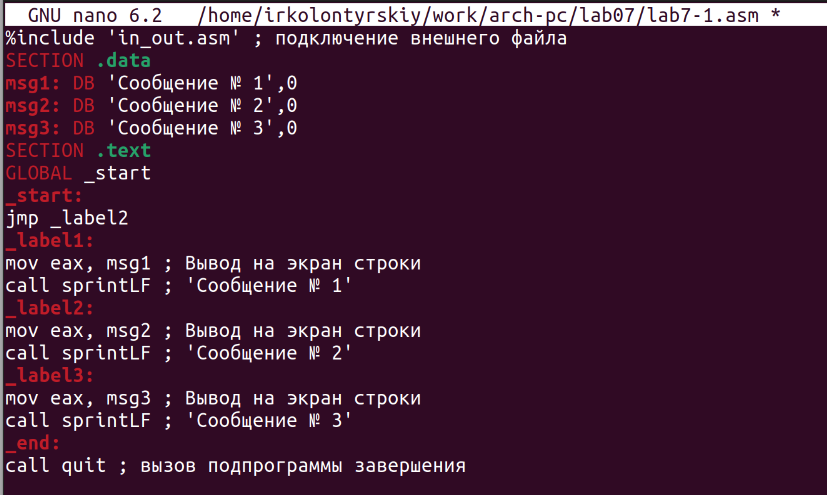 GNU nano 6.2 /home/irkolontyrskiy/work/arch-pc/lab07/lab7-1.asm *
%include 'in_out.asm' ; подключение внешнего файла
SECTION .data
msg1: DB 'Сообщение № 1',0
msg2: DB 'Сообщение № 2',0
msg3: DB 'Сообщение № 3',0
SECTION .text
GLOBAL _start
_start:
jmp _label2
_label1:
mov eax, msg1 ; Вывод на экран строки
call sprintLF ; 'Сообщение № 1'
_label2:
mov eax, msg2 ; Вывод на экран строки
call sprintLF ; 'Сообщение № 2'
_label3:
mov eax, msg3 ; Вывод на экран строки
call sprintLF ; 'Сообщение № 3'
_end:
call quit ; вызов подпрограммы завершения